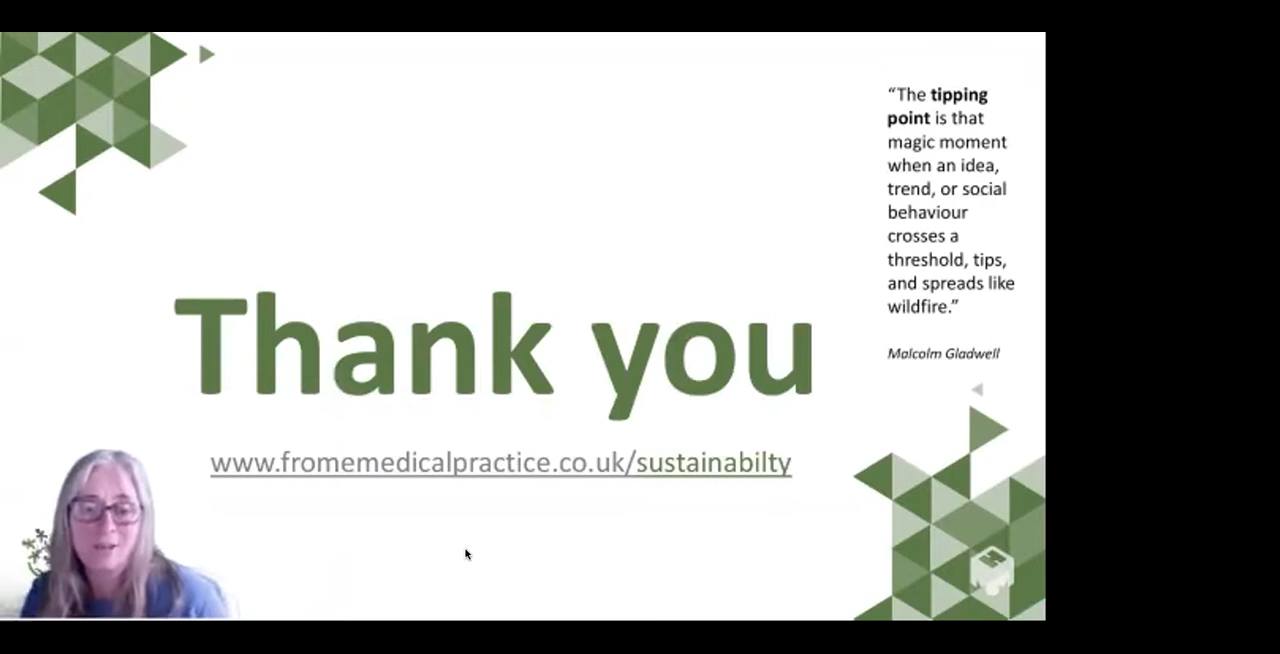 Thank you
www.fromemedicalpractice.co.uk/sustainabilty
“The tipping
point is that
magic moment
when an idea,
trend, or social
behaviour
crosses a
threshold, tips,
and spreads like
wildfire.”
Malcolm Gladwell